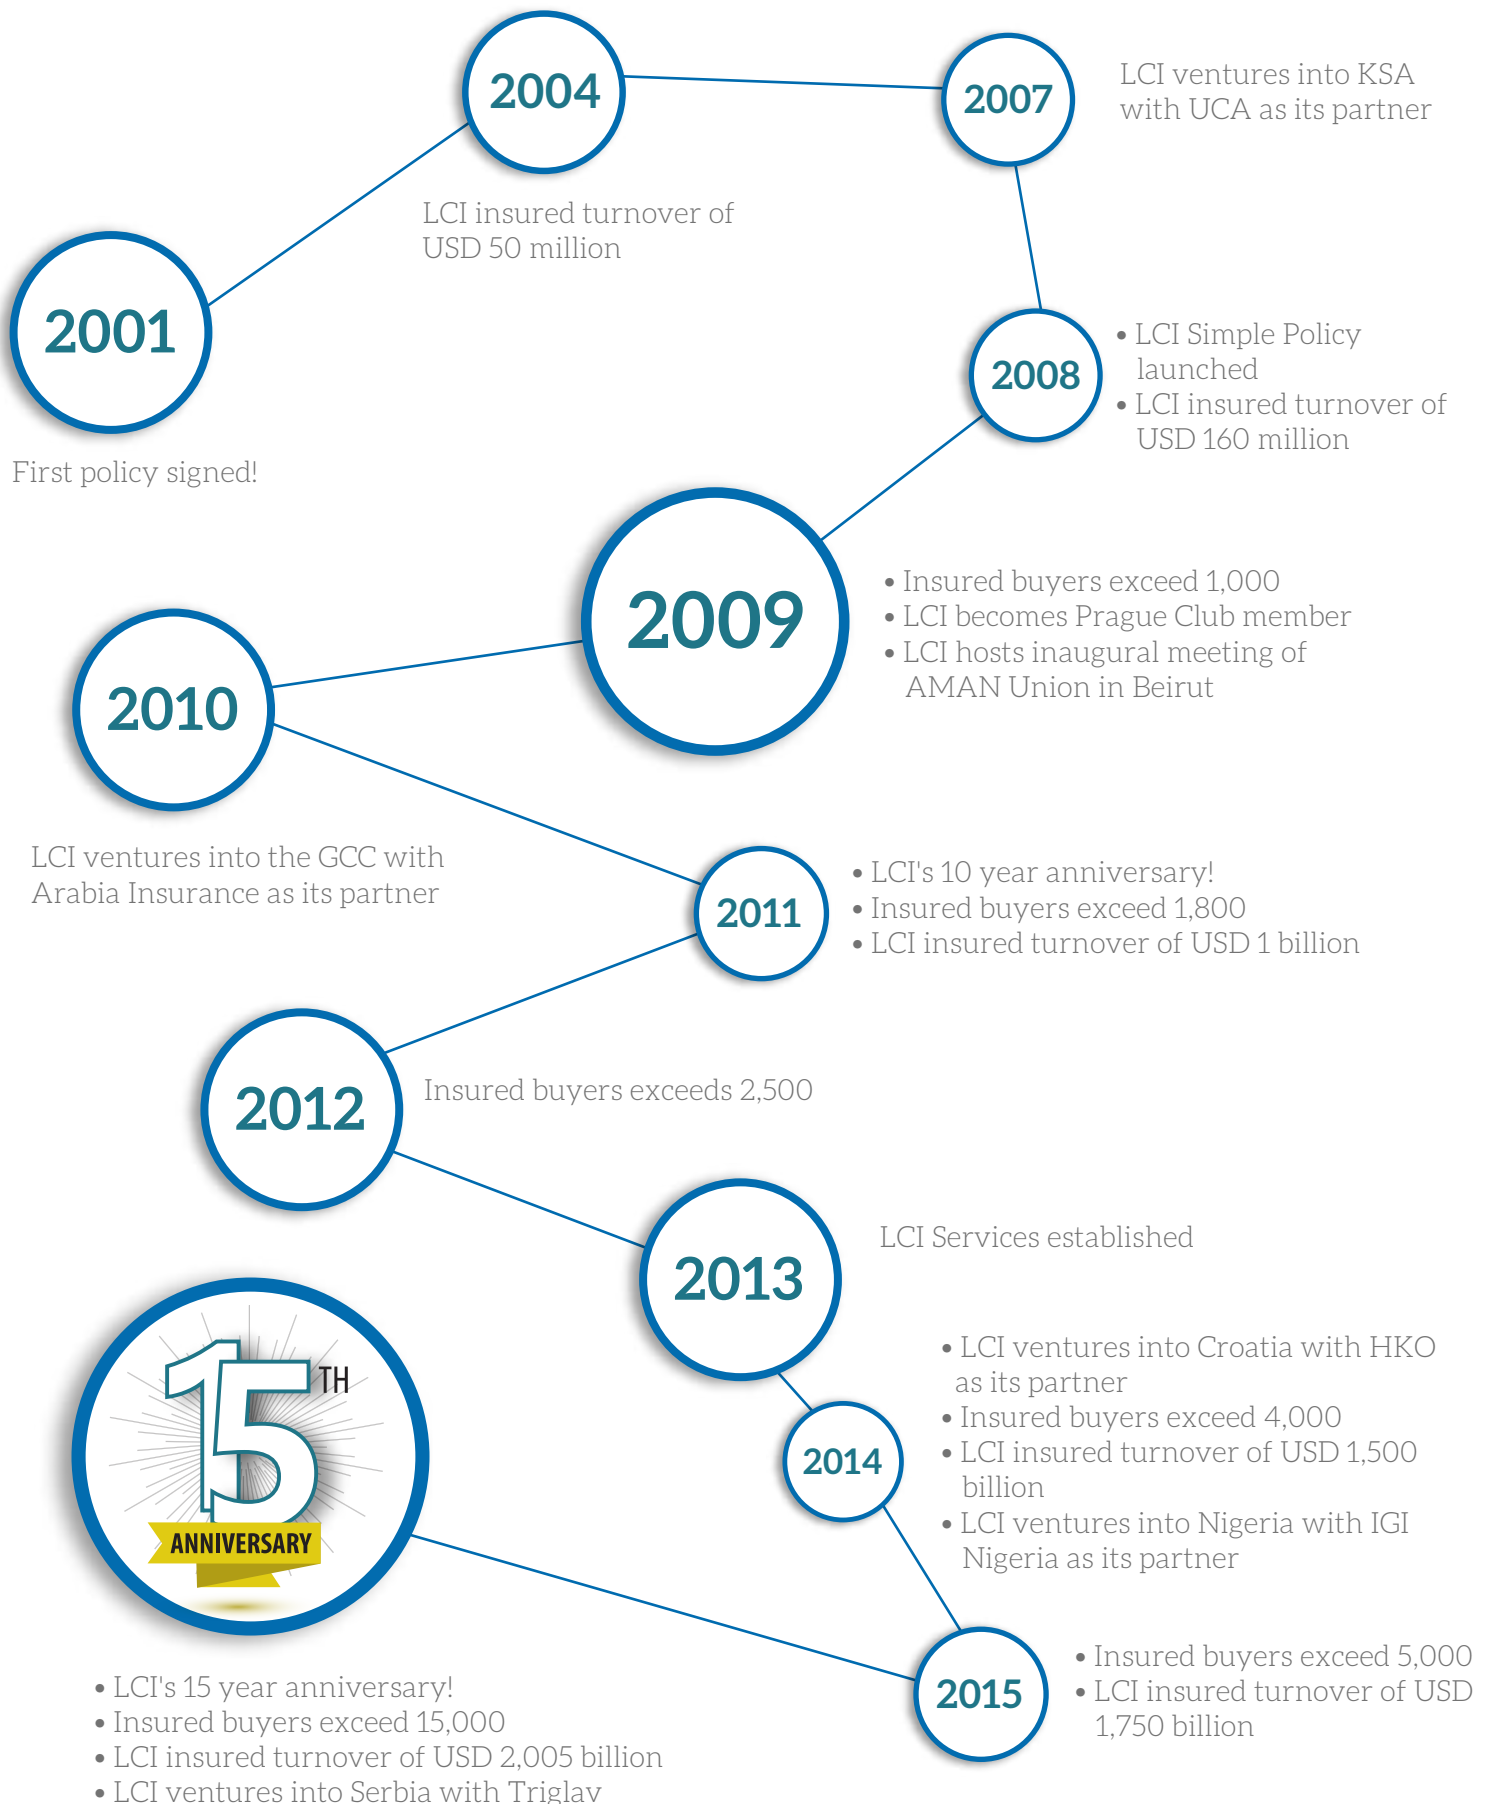 2001
First policy signed!
2004
LCI insured turnover of
USD 50 million
2007
LCI ventures into KSA
with UCA as its partner
2008
• LCI Simple Policy
launched
• LCI insured turnover of
USD 160 million
2009
• Insured buyers exceed 1,000
• LCI becomes Prague Club member
• LCI hosts inaugural meeting of
AMAN Union in Beirut
2010
LCI ventures into the GCC with
Arabia Insurance as its partner
2011
• LCI's 10 year anniversary!
• Insured buyers exceed 1,800
• LCI insured turnover of USD 1 billion
2012
Insured buyers exceeds 2,500
2013
LCI Services established
2014
• LCI ventures into Croatia with HKO
as its partner
• Insured buyers exceed 4,000
• LCI insured turnover of USD 1,500
billion
• LCI ventures into Nigeria with IGI
Nigeria as its partner
2015
• Insured buyers exceed 5,000
• LCI insured turnover of USD
1,750 billion
15TH
ANNIVERSARY
• LCI's 15 year anniversary!
• Insured buyers exceed 15,000
• LCI insured turnover of USD 2,005 billion
• LCI ventures into Serbia with Triglav